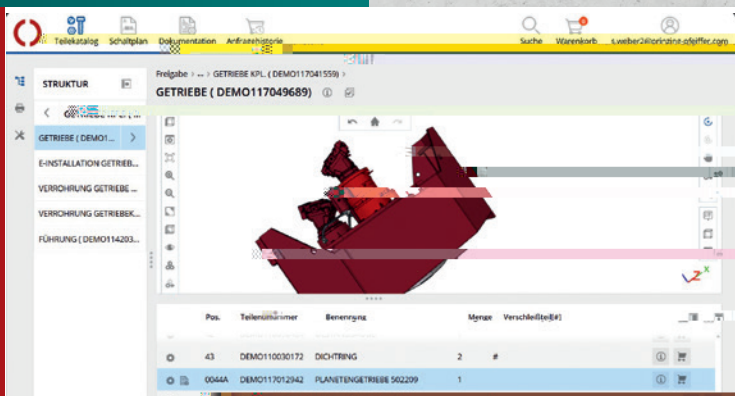 Teilekatalog Schaltplan Dokumentation Anfragehistorie
Suche Warenkorb
STRUKTUR
Freigabe > ... > GETRIEBE KPL. ( DEMO117041559) >
GETRIEBE ( DEMO117049689)
GETRIEBE ( DEMO1...
E-INSTALLATION GETRIEB...
VERROHRUNG GETRIEBE ...
VERROHRUNG GETRIEBEK...
FÜHRUNG ( DEMO114203...
Z X
Pos. Teilenummer Benennung Menge
43 DEMO110030172 DICHTRING 2 #
0044A DEMO117012942 PLANETENGETRIEBE 502209 1